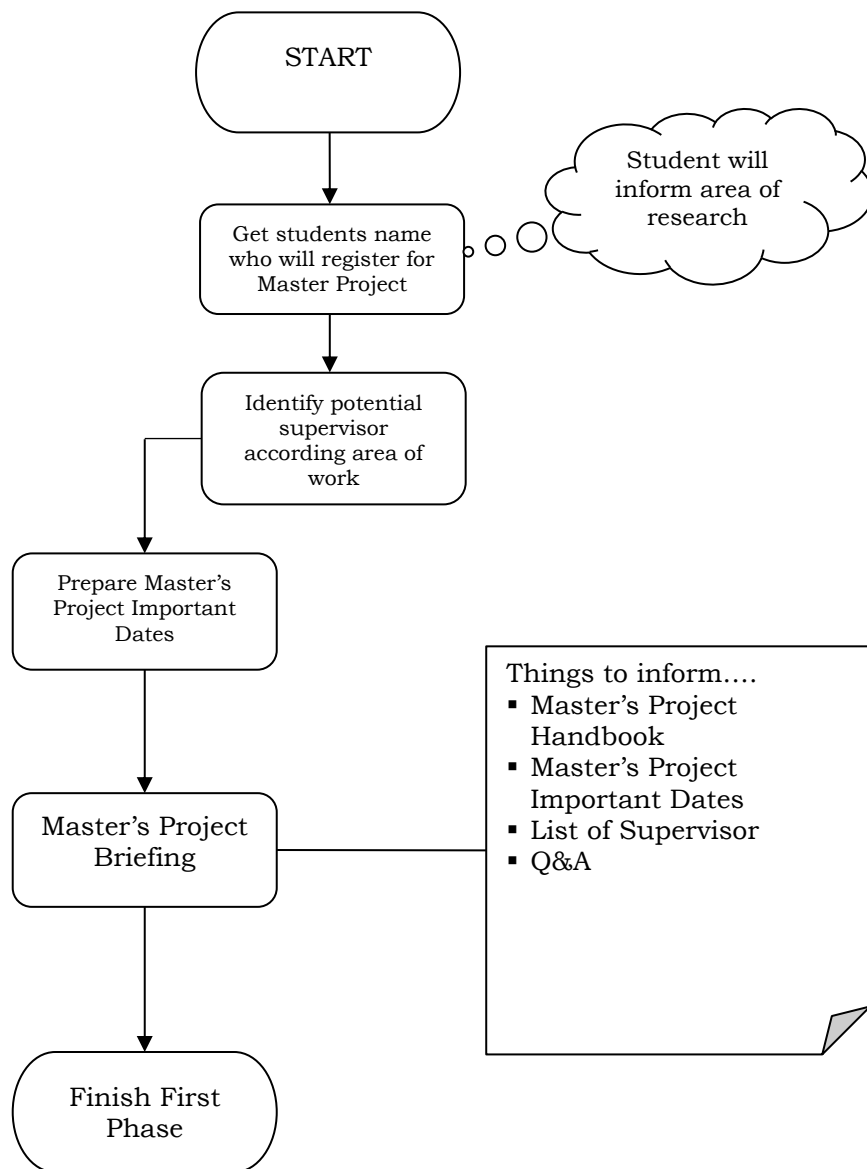 START
Student will
inform area of
research
Get students name
who will register for
Master Project
Identify potential
supervisor
according area of
work
Prepare Master’s
Project Important
Dates
Things to inform….
▪ Master’s Project
Handbook
▪ Master’s Project
Important Dates
▪ List of Supervisor
▪ Q&A
Master’s Project
Briefing
Finish First
Phase